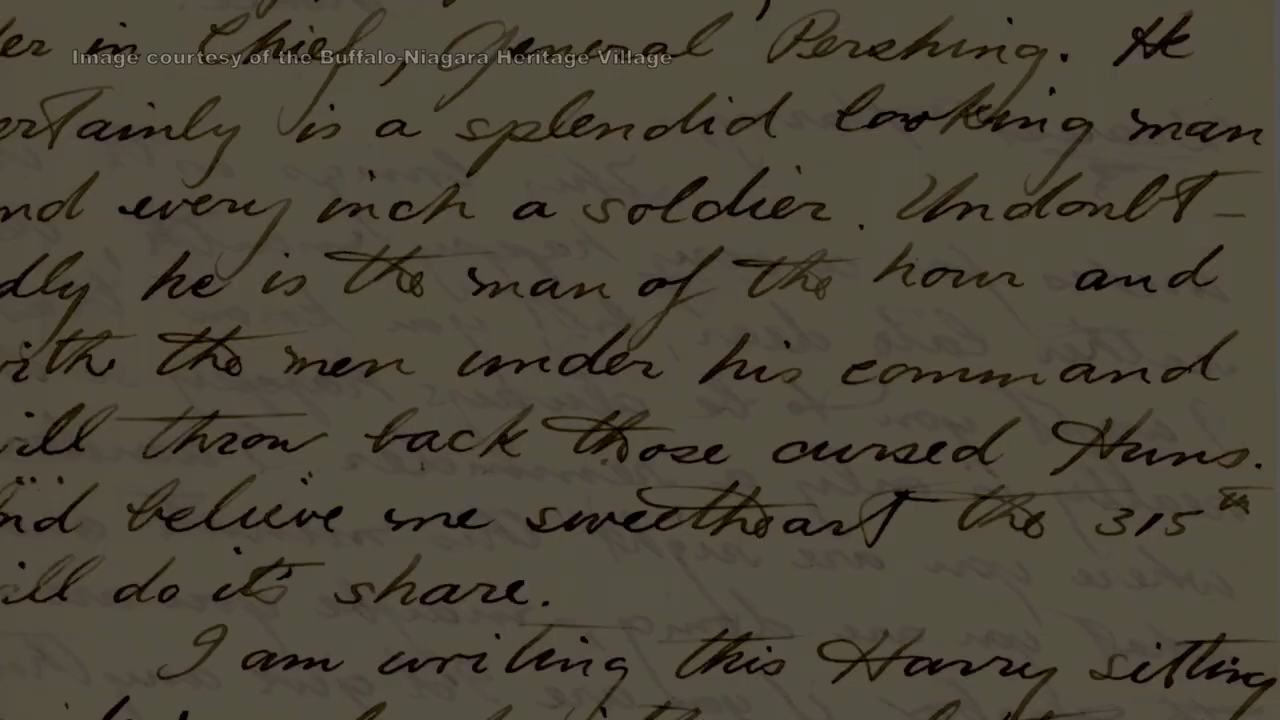 er in Chief, General Pershing. He
Image courtesy of the Buffalo-Niagara Heritage Village
ertainly is a splendid looking man
nd every inch a soldier. Undoubt-
dly he is the man of the hour and
ith the men under his command
ill throw back those cursed Huns.
nd believe me sweetheart the 315th
ill do it's share.
I am writing this Harry sitting